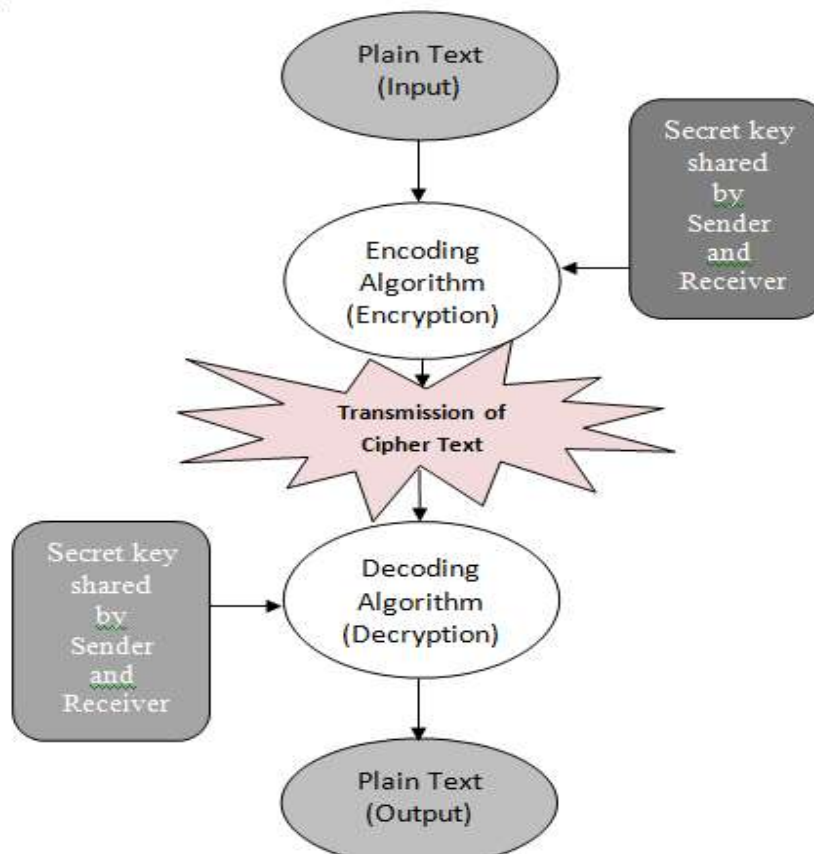 Plain Text
(Input)
Secret key
shared
by
Sender
and
Receiver
Encoding
Algorithm
(Encryption)
Transmission of
Cipher Text
Secret key
shared
by
Sender
and
Receiver
Decoding
Algorithm
(Decryption)
Plain Text
(Output)